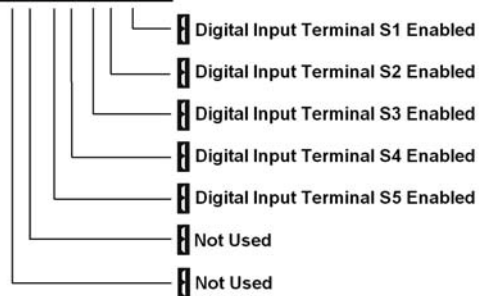 Digital Input Terminal S1 Enabled
Digital Input Terminal S2 Enabled
Digital Input Terminal S3 Enabled
Digital Input Terminal S4 Enabled
Digital Input Terminal S5 Enabled
Not Used
Not Used